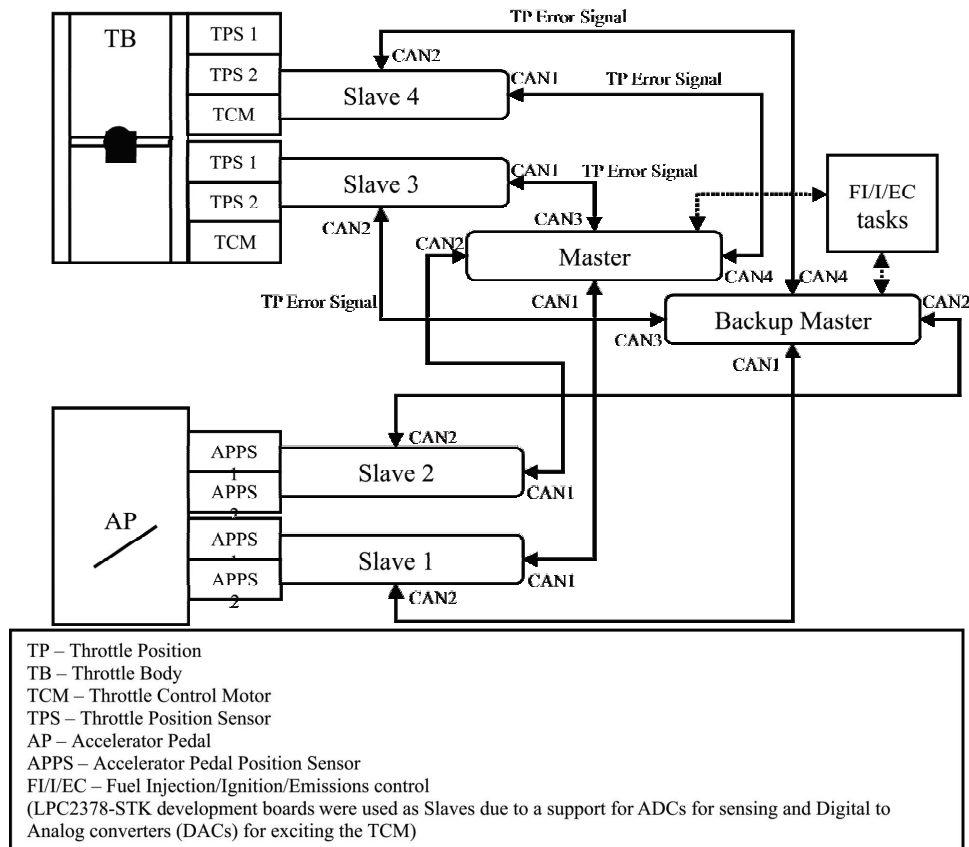 TP Error Signal
TB
TPS 1
TPS 2
TCM
CAN2
Slave 4
CAN1
TP Error Signal
TPS 1
TPS 2
TCM
Slave 3
CAN1
TP Error Signal
CAN2
CAN3
CAN2
Master
CAN4
CAN1
FI/I/EC
tasks
CAN4
CAN2
TP Error Signal
Backup Master
CAN3
CAN1
AP
APPS
1
APPS
2
CAN2
Slave 2
CAN1
APPS
1
APPS
2
Slave 1
CAN1
CAN2
TP – Throttle Position
TB – Throttle Body
TCM – Throttle Control Motor
TPS – Throttle Position Sensor
AP – Accelerator Pedal
APPS – Accelerator Pedal Position Sensor
FI/I/EC – Fuel Injection/Ignition/Emissions control
(LPC2378-STK development boards were used as Slaves due to a support for ADCs for sensing and Digital to
Analog converters (DACs) for exciting the TCM)